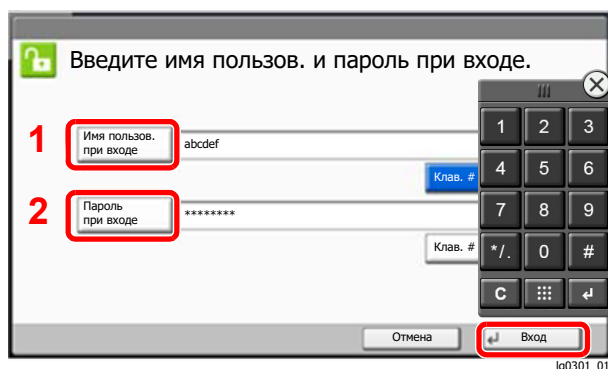 Введите имя пользов. и пароль при входе.
1
Имя пользов.
при входе
abcdef
Клав. #
2
Пароль
при входе
********
Клав. #
1 2 3
4 5 6
7 8 9
*/. 0 #
C
Отмена
Вход
lg0301_01